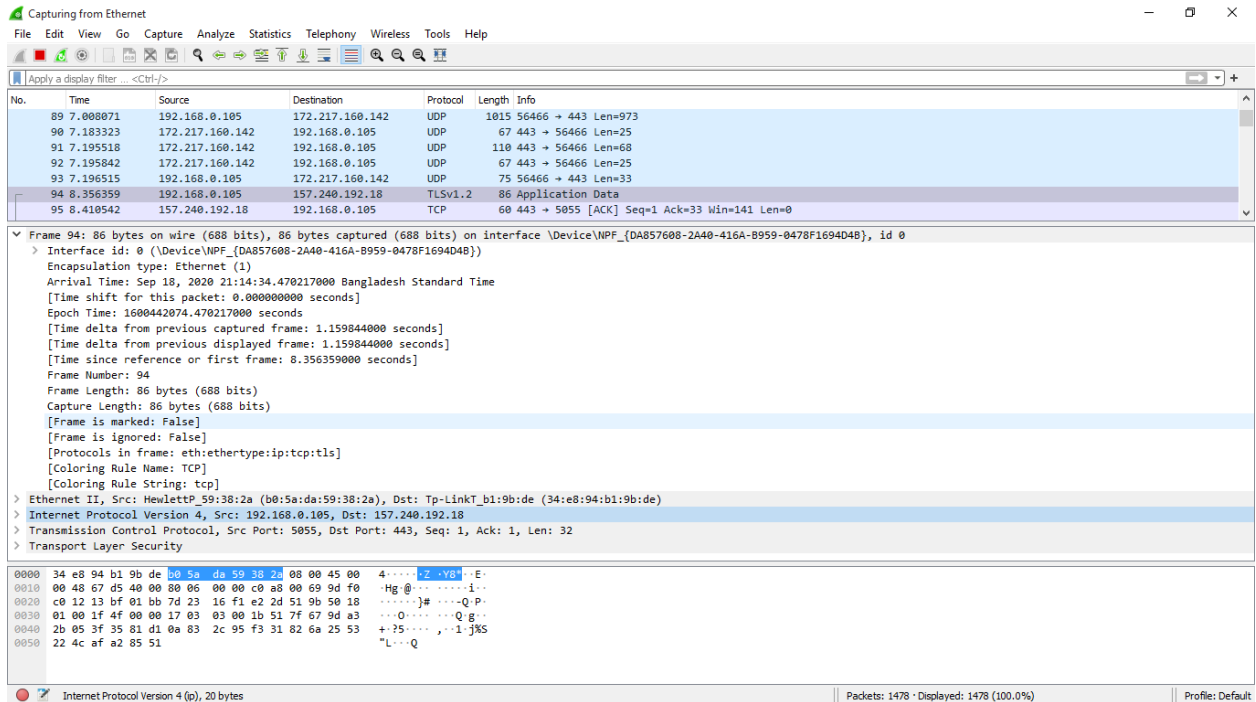 Capturing from Ethernet
File Edit View Go Capture Analyze Statistics Telephony Wireless Tools Help
Apply a display filter ... <Ctrl-/>
No. Time Source Destination Protocol Length Info
89 7.008071 192.168.0.105 172.217.160.142 UDP 1015 56466 → 443 Len=973
90 7.183323 172.217.160.142 192.168.0.105 UDP 67 443 → 56466 Len=25
91 7.195518 172.217.160.142 192.168.0.105 UDP 110 443 → 56466 Len=68
92 7.195842 172.217.160.142 192.168.0.105 UDP 67 443 → 56466 Len=25
93 7.196515 192.168.0.105 172.217.160.142 UDP 75 56466 → 443 Len=33
94 8.356359 192.168.0.105 157.240.192.18 TLSv1.2 86 Application Data
95 8.410542 157.240.192.18 192.168.0.105 TCP 60 443 → 5055 [ACK] Seq=1 Ack=33 Win=141 Len=0
Frame 94: 86 bytes on wire (688 bits), 86 bytes captured (688 bits) on interface \Device\NPF_{DA857608-2A40-416A-B959-0478F1694D4B}, id 0
Interface id: 0 (\Device\NPF_{DA857608-2A40-416A-B959-0478F1694D4B})
Encapsulation type: Ethernet (1)
Arrival Time: Sep 18, 2020 21:14:34.470217000 Bangladesh Standard Time
[Time shift for this packet: 0.000000000 seconds]
Epoch Time: 1600442074.470217000 seconds
[Time delta from previous captured frame: 1.159844000 seconds]
[Time delta from previous displayed frame: 1.159844000 seconds]
[Time since reference or first frame: 8.356359000 seconds]
Frame Number: 94
Frame Length: 86 bytes (688 bits)
Capture Length: 86 bytes (688 bits)
[Frame is marked: False]
[Frame is ignored: False]
[Protocols in frame: eth:ethertype:ip:tcp:tls]
[Coloring Rule Name: TCP]
[Coloring Rule String: tcp]
Ethernet II, Src: HewlettP_59:38:2a (b0:5a:da:59:38:2a), Dst: Tp-LinkT_b1:9b:de (34:e8:94:b1:9b:de)
Internet Protocol Version 4, Src: 192.168.0.105, Dst: 157.240.192.18
Transmission Control Protocol, Src Port: 5055, Dst Port: 443, Seq: 1, Ack: 1, Len: 32
Transport Layer Security
0000 34 e8 94 b1 9b de b0 5a da 59 38 2a 08 00 45 00 4·····Z ·Y8*··E·
0010 00 48 67 d5 40 00 80 06 00 00 c0 a8 00 69 9d f0 ·Hg·@··· ·····i··
0020 c0 12 13 bf 01 bb 7d 23 16 f1 e2 2d 51 9b 50 18 ······}# ···-Q·P·
0030 01 00 1f 4f 00 00 17 03 03 00 1b 51 7f 67 9d a3 ···O···· ···Q·g··
0040 2b 05 3f 35 81 d1 0a 83 2c 95 f3 31 82 6a 25 53 +·?5···· ,··1·j%S
0050 22 4c af a2 85 51 "L···Q
Internet Protocol Version 4 (ip), 20 bytes Packets: 1478 · Displayed: 1478 (100.0%) Profile: Default